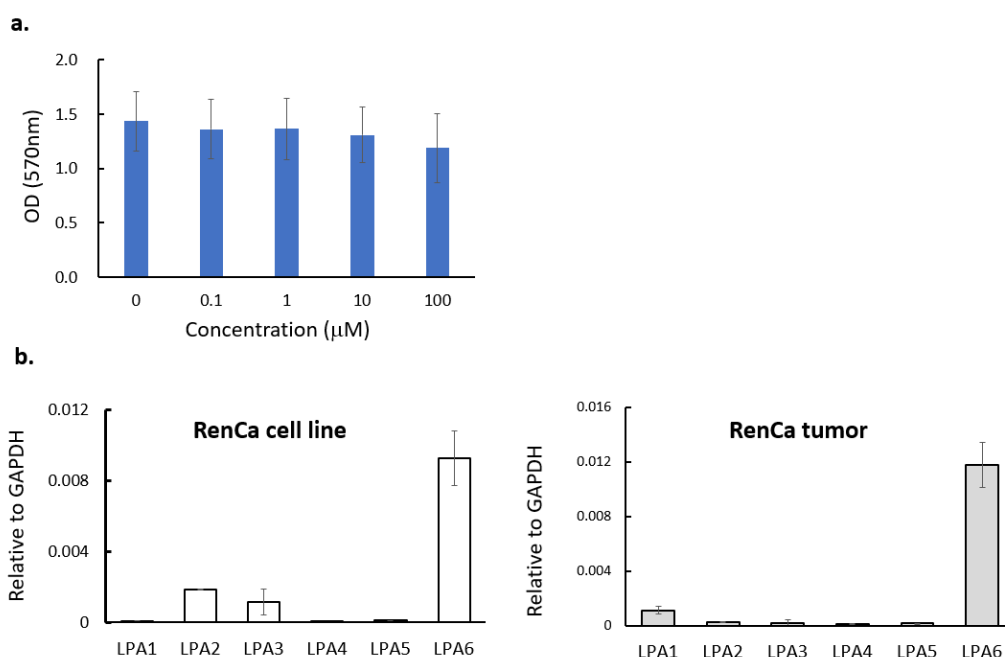 a.
2.0
1.5
1.0
0.5
0.0
OD (570nm)
0 0.1 1 10 100
Concentration (μM)
b.
RenCa cell line
0.012
0.008
0.004
0
Relative to GAPDH
LPA1 LPA2 LPA3 LPA4 LPA5 LPA6
RenCa tumor
0.016
0.012
0.008
0.004
0
Relative to GAPDH
LPA1 LPA2 LPA3 LPA4 LPA5 LPA6